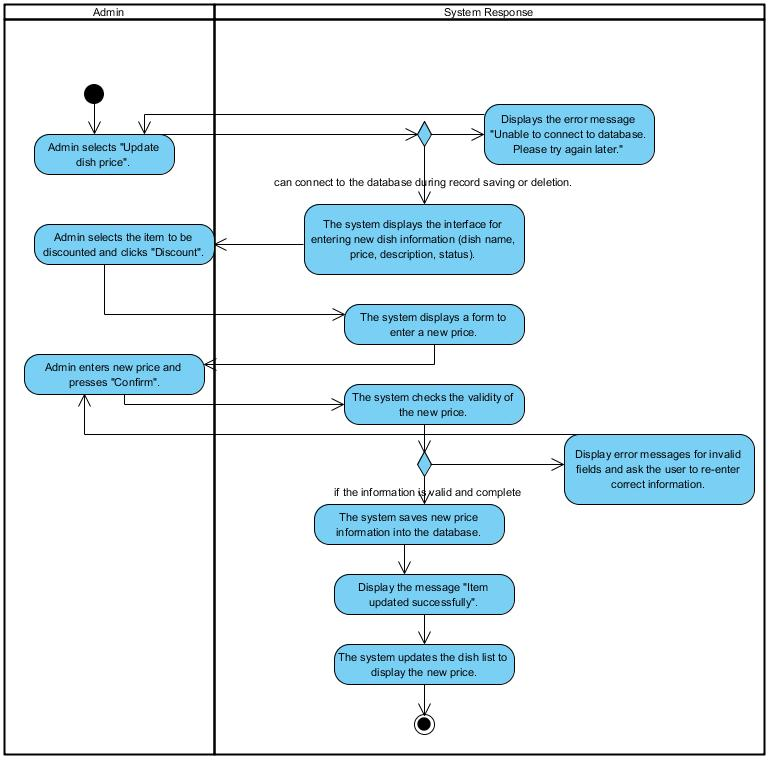 Admin
System Response
Displays the error message
"Unable to connect to database.
Please try again later."
Admin selects "Update
dish price".
can connect to the database during record saving or deletion.
The system displays the interface for
entering new dish information (dish name,
price, description, status).
Admin selects the item to be
discounted and clicks "Discount".
The system displays a form to
enter a new price.
Admin enters new price and
presses "Confirm".
The system checks the validity of
the new price.
Display error messages for invalid
fields and ask the user to re-enter
correct information.
if the information is valid and complete
The system saves new price
information into the database.
Display the message "Item
updated successfully".
The system updates the dish list to
display the new price.